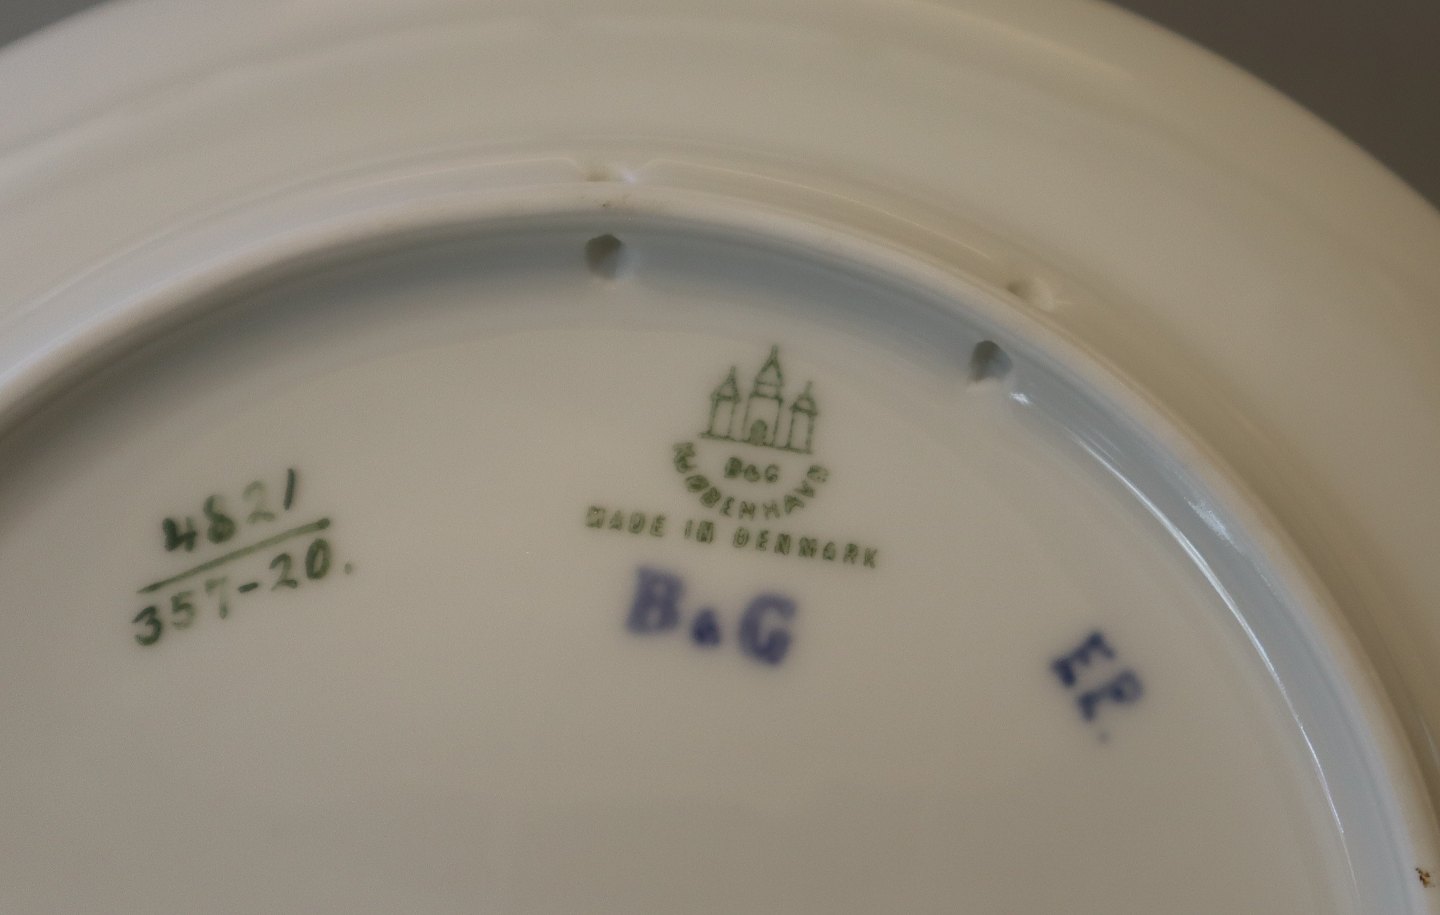 4821
357-20.
B&G
KØBENHAVN
MADE IN DENMARK
B&G
EP.